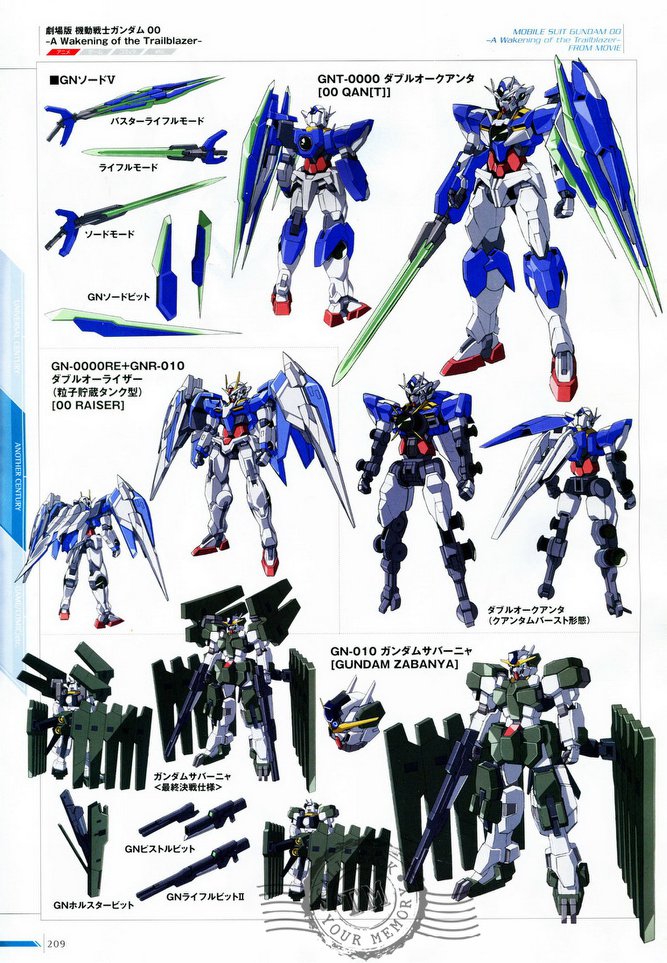 劇場版 機動戦士ガンダム 00
-A Wakening of the Trailblazer-
アニメ
MOBILE SUIT GUNDAM 00
-A Wakening of the Trailblazer-
FROM MOVIE
■GNソードV
バスターライフルモード
ライフルモード
ソードモード
GNソードビット
GNT-0000 ダブルオークアンタ
[00 QAN[T]]
GN-0000RE+GNR-010
ダブルオーライザー
(粒子貯蔵タンク型)
[00 RAISER]
ダブルオークアンタ
(クアンタムバースト形態)
UNIVERSAL CENTURY
ANOTHER CENTURY
GN-010 ガンダムサバーニャ
[GUNDAM ZABANYA]
ガンダムサバーニャ
<最終決戦仕様>
GNピストルビット
GNライフルビットII
GNホルスタービット
TM
YOUR MEMORY
209